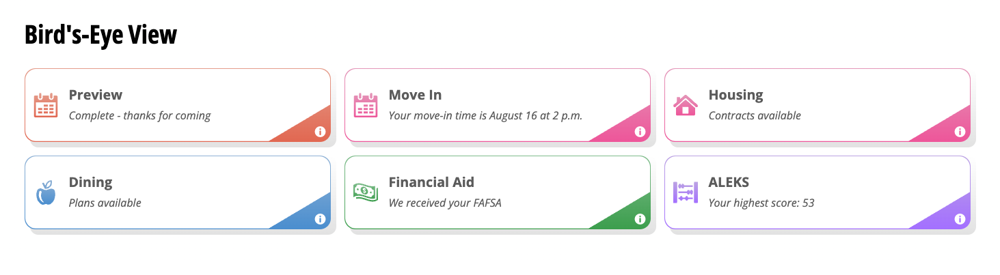 Bird's-Eye View
Preview
Complete - thanks for coming
Move In
Your move-in time is August 16 at 2 p.m.
Housing
Contracts available
Dining
Plans available
Financial Aid
We received your FAFSA
ALEKS
Your highest score: 53